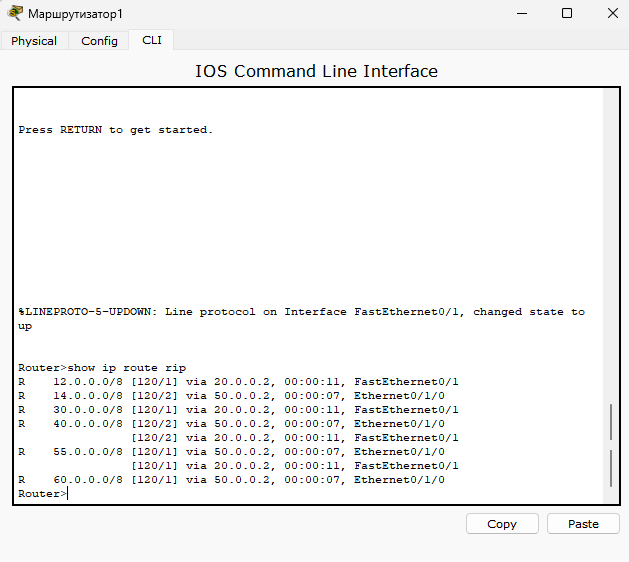 Маршрутизатор1
Physical Config CLI
IOS Command Line Interface
Press RETURN to get started.
%LINEPROTO-5-UPDOWN: Line protocol on Interface FastEthernet0/1, changed state to
up
Router>show ip route rip
R    12.0.0.0/8 [120/1] via 20.0.0.2, 00:00:11, FastEthernet0/1
R    14.0.0.0/8 [120/2] via 50.0.0.2, 00:00:07, Ethernet0/1/0
R    30.0.0.0/8 [120/1] via 20.0.0.2, 00:00:11, FastEthernet0/1
R    40.0.0.0/8 [120/2] via 50.0.0.2, 00:00:07, Ethernet0/1/0
                [120/2] via 20.0.0.2, 00:00:11, FastEthernet0/1
R    55.0.0.0/8 [120/1] via 50.0.0.2, 00:00:07, Ethernet0/1/0
                [120/1] via 20.0.0.2, 00:00:11, FastEthernet0/1
R    60.0.0.0/8 [120/1] via 50.0.0.2, 00:00:07, Ethernet0/1/0
Router>
Copy Paste